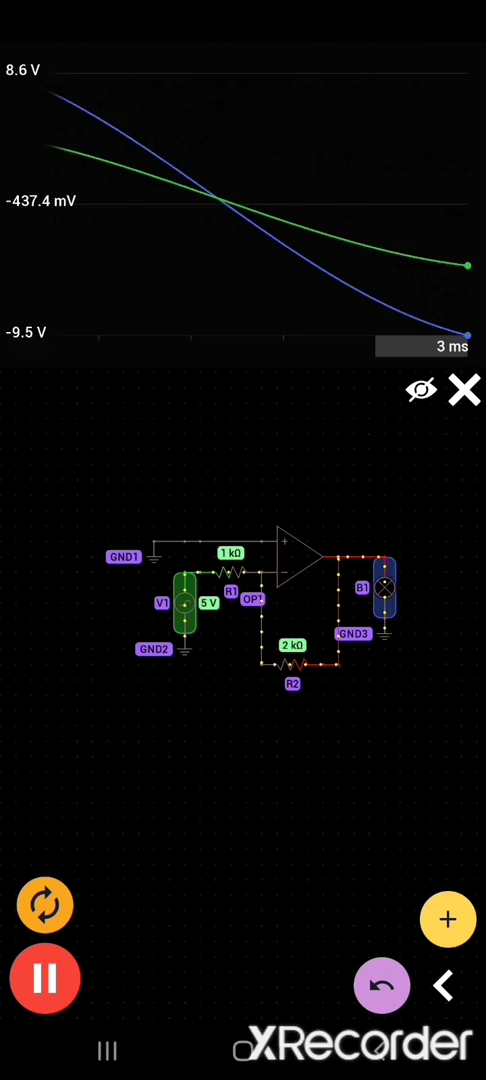 8.6 V
-437.4 mV
-9.5 V
3 ms
GND1
1 kΩ
+
−
R1
OP1
V1
5 V
B1
GND2
GND3
2 kΩ
R2
+
XRecorder